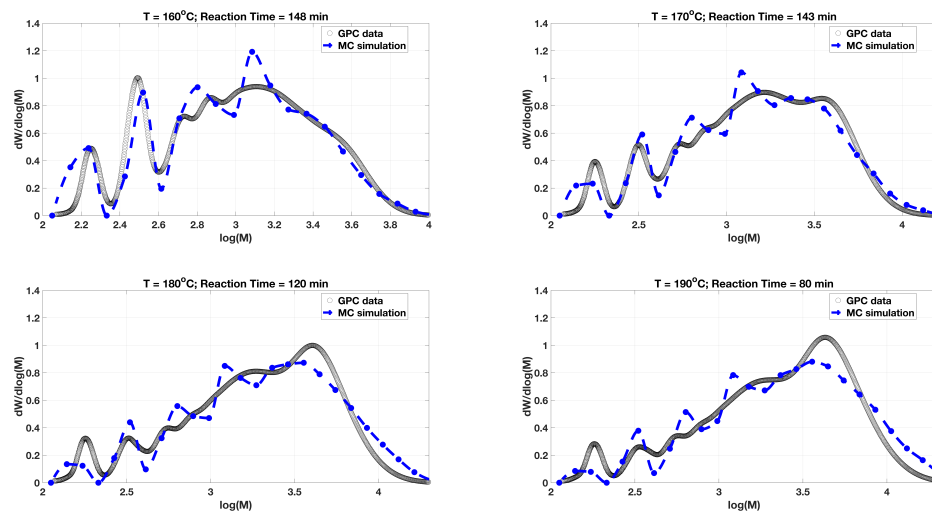 T = 160°C; Reaction Time = 148 min
1.4
1.2
1
0.8
0.6
0.4
0.2
0
dW/dlog(M)
GPC data
MC simulation
2 2.2 2.4 2.6 2.8 3 3.2 3.4 3.6 3.8 4
log(M)
T = 170°C; Reaction Time = 143 min
1.4
1.2
1
0.8
0.6
0.4
0.2
0
dW/dlog(M)
GPC data
MC simulation
2 2.5 3 3.5 4
log(M)
T = 180°C; Reaction Time = 120 min
1.4
1.2
1
0.8
0.6
0.4
0.2
0
dW/dlog(M)
GPC data
MC simulation
2 2.5 3 3.5 4
log(M)
T = 190°C; Reaction Time = 80 min
1.4
1.2
1
0.8
0.6
0.4
0.2
0
dW/dlog(M)
GPC data
MC simulation
2 2.5 3 3.5 4
log(M)